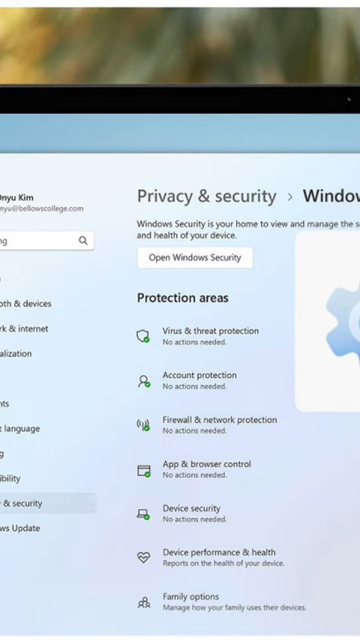 Onyu Kim
nyu@bellowscollege.com
Privacy & security > Window
Windows Security is your home to view and manage the
and health of your device.
Open Windows Security
Protection areas
Virus & threat protection
No actions needed.
Account protection
No actions needed.
Firewall & network protection
No actions needed.
App & browser control
No actions needed.
Device security
No actions needed.
Device performance & health
Reports on the health of your device.
Family options
Manage how your family uses their devices.
ng
oth & devices
rk & internet
alization
nts
language
g
ibility
& security
ws Update